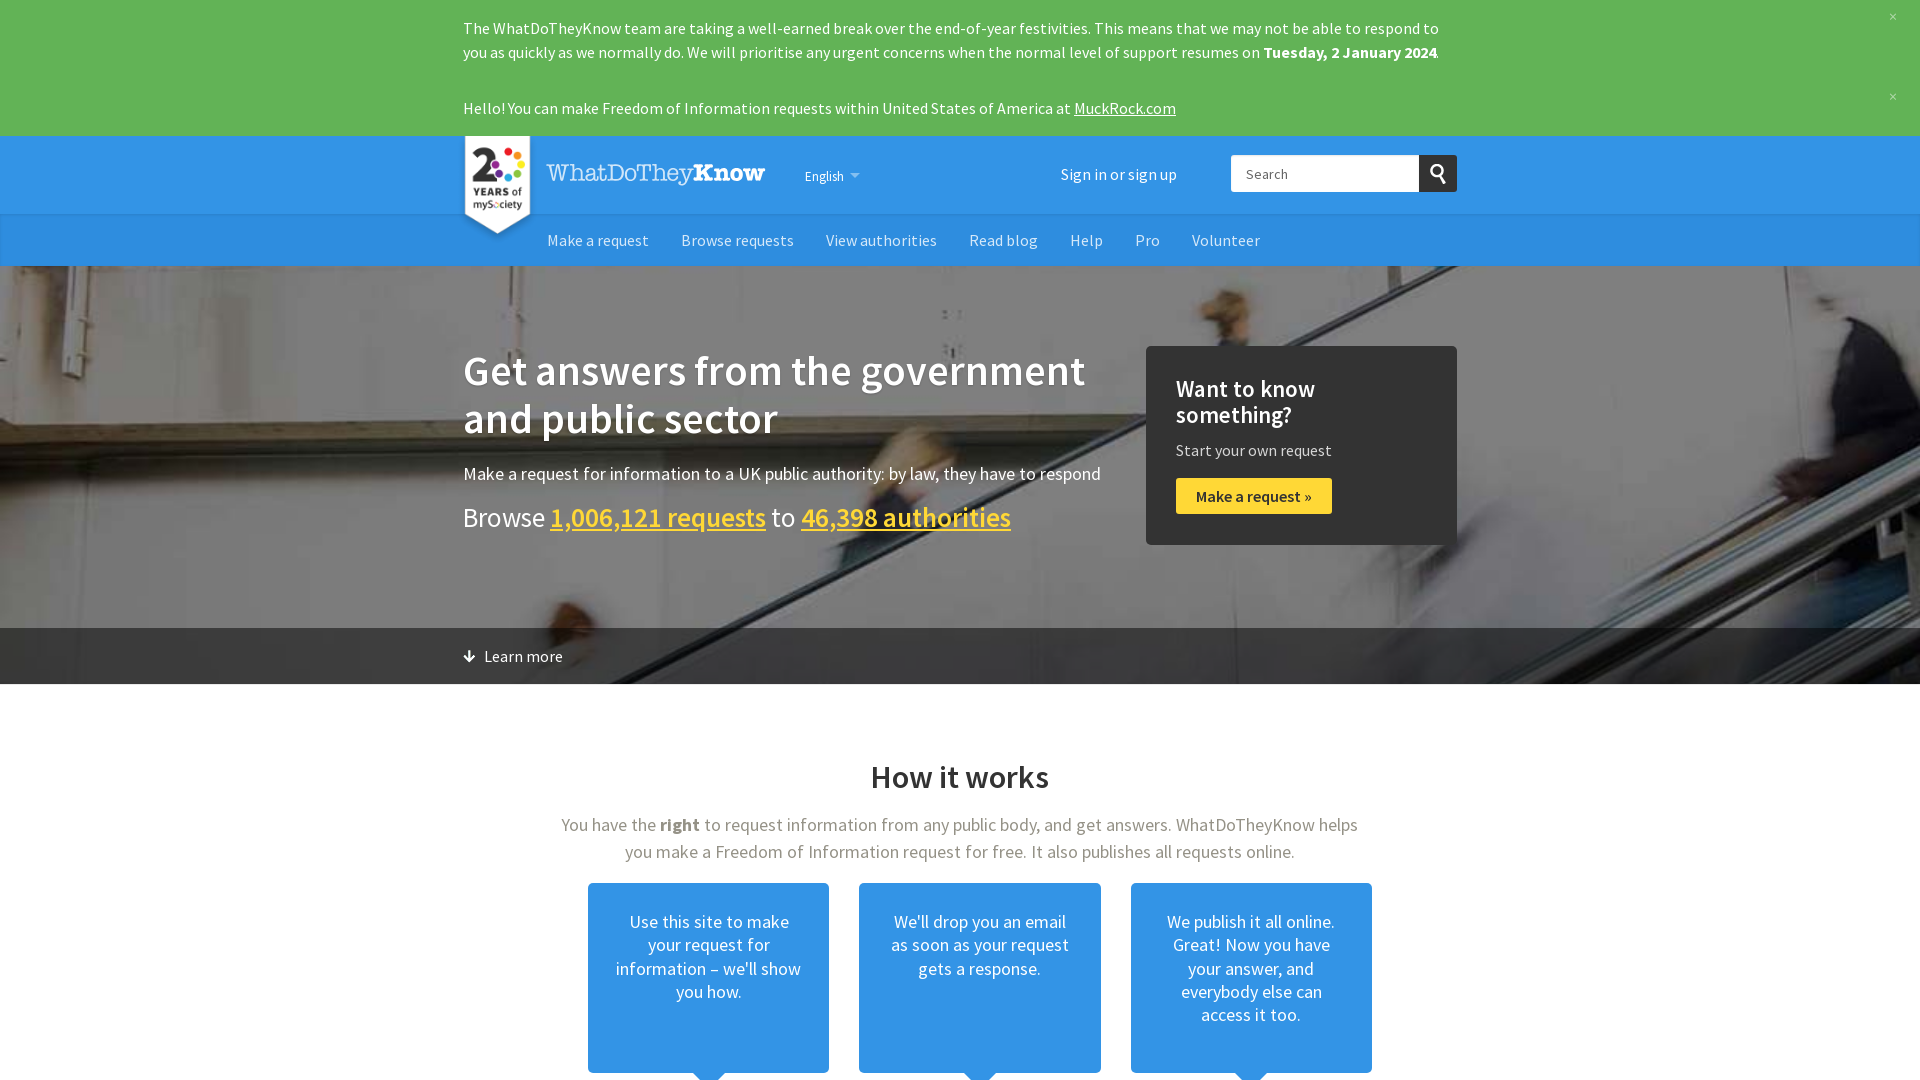 The WhatDoTheyKnow team are taking a well-earned break over the end-of-year festivities. This means that we may not be able to respond to
you as quickly as we normally do. We will prioritise any urgent concerns when the normal level of support resumes on Tuesday, 2 January 2024.
×
Hello! You can make Freedom of Information requests within United States of America at MuckRock.com
×
20
YEARS of
mySociety
WhatDoTheyKnow
English
Sign in or sign up
Search
Make a request
Browse requests
View authorities
Read blog
Help
Pro
Volunteer
Get answers from the government
and public sector
Make a request for information to a UK public authority: by law, they have to respond
Browse 1,006,121 requests to 46,398 authorities
Want to know
something?
Start your own request
Make a request »
Learn more
How it works
You have the right to request information from any public body, and get answers. WhatDoTheyKnow helps
you make a Freedom of Information request for free. It also publishes all requests online.
Use this site to make
your request for
information – we'll show
you how.
We'll drop you an email
as soon as your request
gets a response.
We publish it all online.
Great! Now you have
your answer, and
everybody else can
access it too.